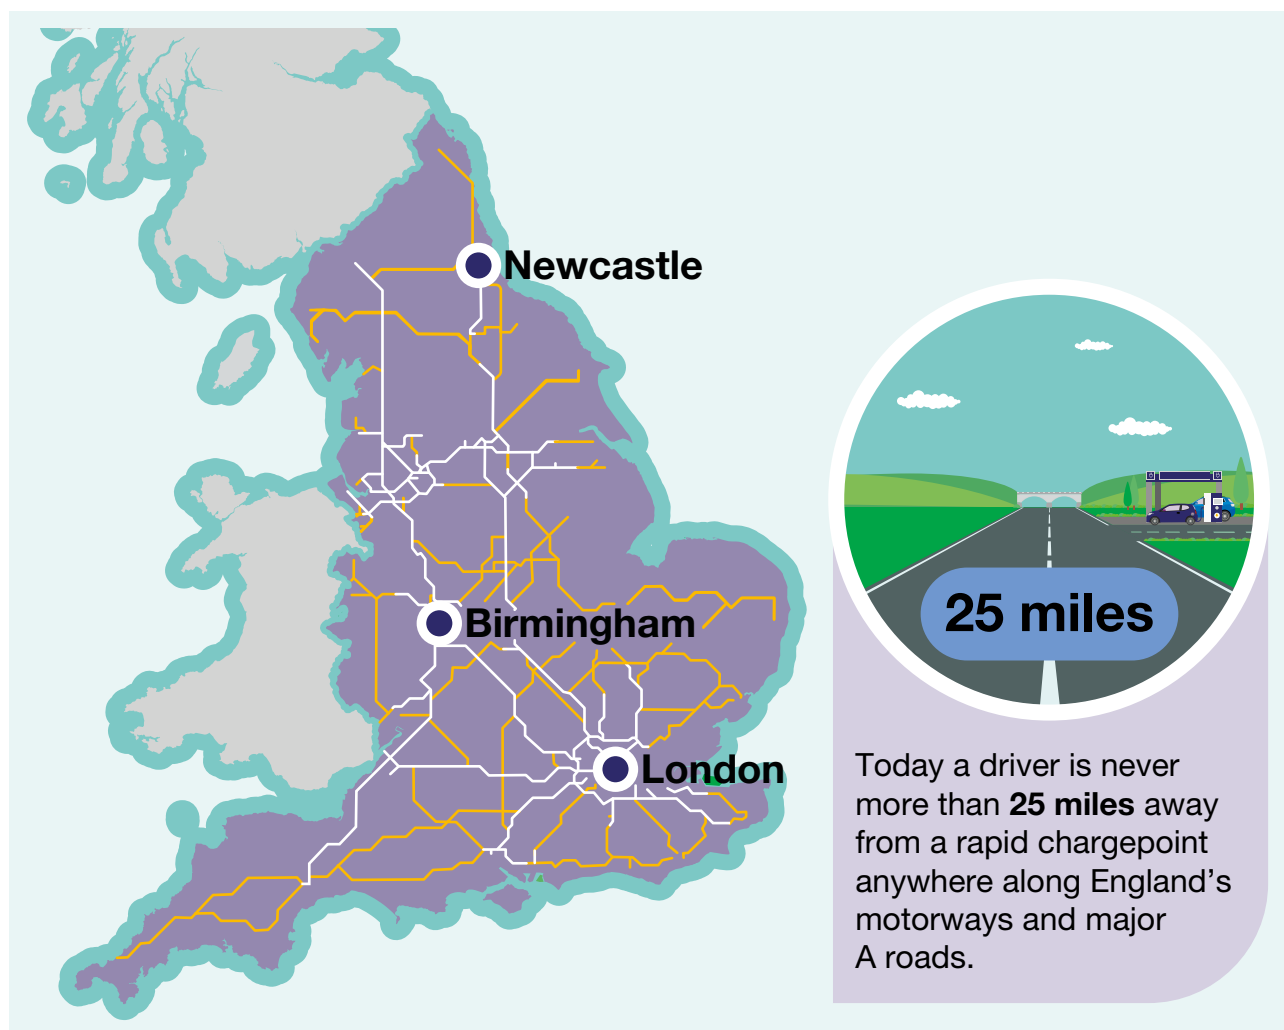 Newcastle
Birmingham
London
25 miles
Today a driver is never
more than 25 miles away
from a rapid chargepoint
anywhere along England’s
motorways and major
A roads.